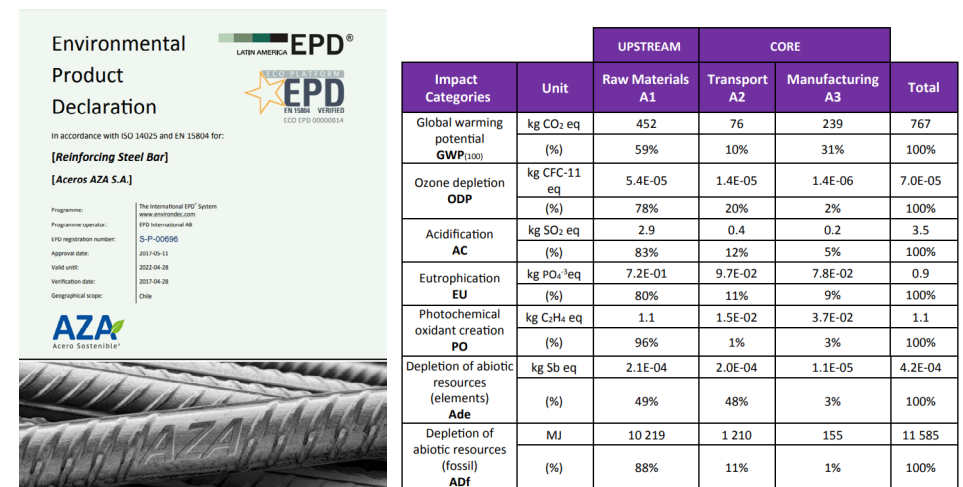 Environmental
Product
Declaration
LATIN AMERICA EPD®
ECO PLATFORM
EPD
EN 15804 VERIFIED
ECO EPD 00000814
In accordance with ISO 14025 and EN 15804 for:
[Reinforcing Steel Bar]
[Aceros AZA S.A.]
Programme: The International EPD® System
www.environdec.com
Programme operator: EPD International AB
EPD registration number: S-P-00696
Approval date: 2017-05-11
Valid until: 2022-04-28
Verification date: 2017-04-28
Geographical scope: Chile
AZA
Acero Sostenible®
AZA
UPSTREAM CORE
Impact Categories Unit Raw Materials A1 Transport A2 Manufacturing A3 Total
Global warming potential GWP(100) kg CO₂ eq 452 76 239 767
(%) 59% 10% 31% 100%
Ozone depletion ODP kg CFC-11 eq 5.4E-05 1.4E-05 1.4E-06 7.0E-05
(%) 78% 20% 2% 100%
Acidification AC kg SO₂ eq 2.9 0.4 0.2 3.5
(%) 83% 12% 5% 100%
Eutrophication EU kg PO₄⁻³eq 7.2E-01 9.7E-02 7.8E-02 0.9
(%) 80% 11% 9% 100%
Photochemical oxidant creation PO kg C₂H₄ eq 1.1 1.5E-02 3.7E-02 1.1
(%) 96% 1% 3% 100%
Depletion of abiotic resources (elements) Ade kg Sb eq 2.1E-04 2.0E-04 1.1E-05 4.2E-04
(%) 49% 48% 3% 100%
Depletion of abiotic resources (fossil) ADf MJ 10 219 1 210 155 11 585
(%) 88% 11% 1% 100%